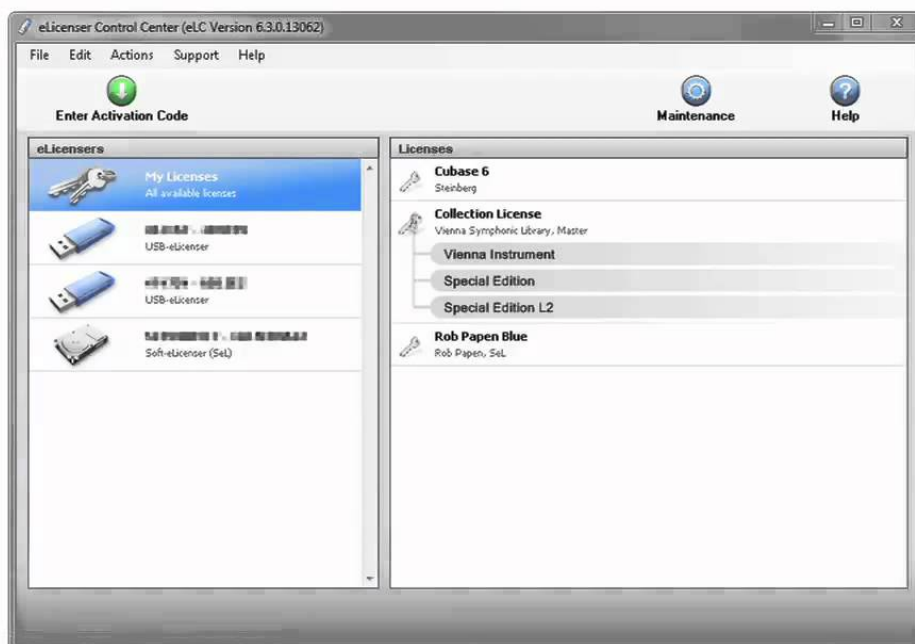 eLicenser Control Center (eLC Version 6.3.0.13062)
File Edit Actions Support Help
Enter Activation Code
Maintenance
Help
eLicensers
My Licenses
All available licenses
USB-eLicenser
USB-eLicenser
Soft-eLicenser (SeL)
Licenses
Cubase 6
Steinberg
Collection License
Vienna Symphonic Library, Master
Vienna Instrument
Special Edition
Special Edition L2
Rob Papen Blue
Rob Papen, SeL